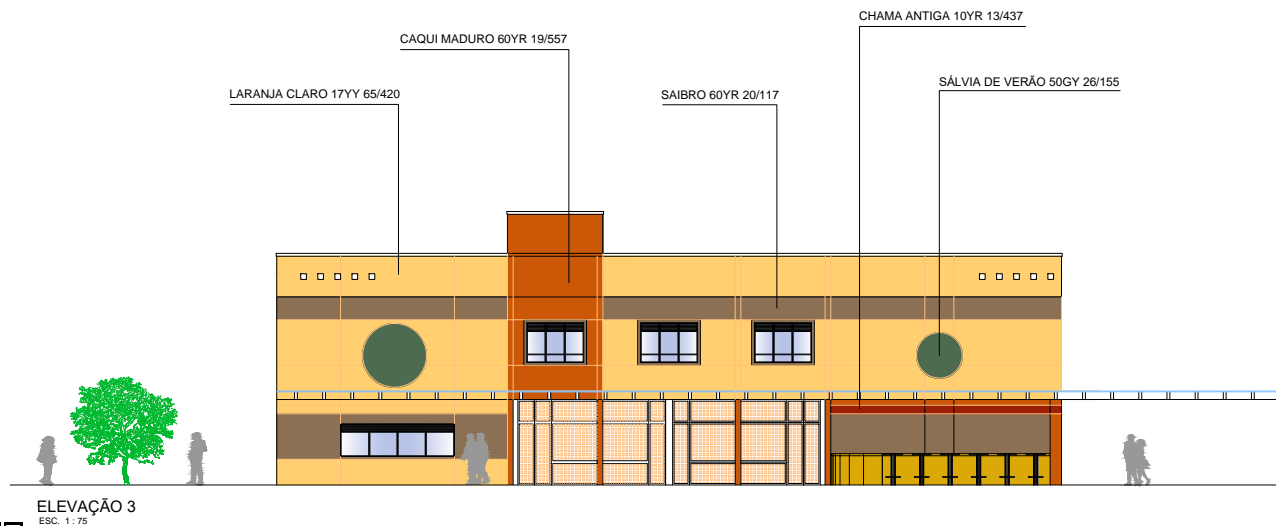 CHAMA ANTIGA 10YR 13/437
CAQUI MADURO 60YR 19/557
SÁLVIA DE VERÃO 50GY 26/155
LARANJA CLARO 17YY 65/420
SAIBRO 60YR 20/117
ELEVAÇÃO 3
ESC. 1 : 75